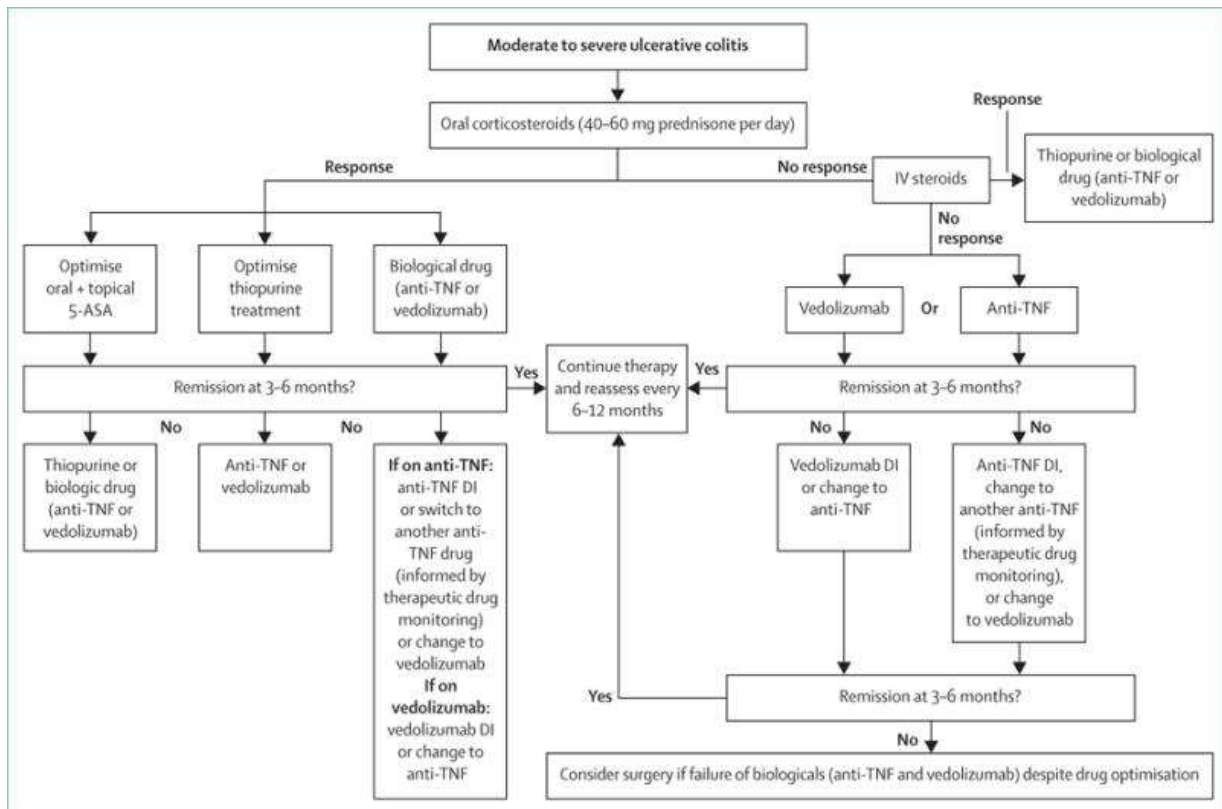 Moderate to severe ulcerative colitis
Oral corticosteroids (40–60 mg prednisone per day)
Response
No response
IV steroids
Response
Thiopurine or biological
drug (anti-TNF or
vedolizumab)
No
response
Optimise
oral + topical
5-ASA
Optimise
thiopurine
treatment
Biological drug
(anti-TNF or
vedolizumab)
Vedolizumab
Or
Anti-TNF
Remission at 3–6 months?
Yes
Continue therapy
and reassess every
6–12 months
Yes
Remission at 3–6 months?
No
No
No
No
Thiopurine or
biologic drug
(anti-TNF or
vedolizumab)
Anti-TNF or
vedolizumab
If on anti-TNF:
anti-TNF DI
or switch to
another anti-
TNF drug
(informed by
therapeutic drug
monitoring)
or change to
vedolizumab
If on
vedolizumab:
vedolizumab DI
or change to
anti-TNF
Vedolizumab DI
or change to
anti-TNF
Anti-TNF DI,
change to
another anti-TNF
(informed by
therapeutic drug
monitoring),
or change
to vedolizumab
Yes
Remission at 3–6 months?
No
Consider surgery if failure of biologicals (anti-TNF and vedolizumab) despite drug optimisation